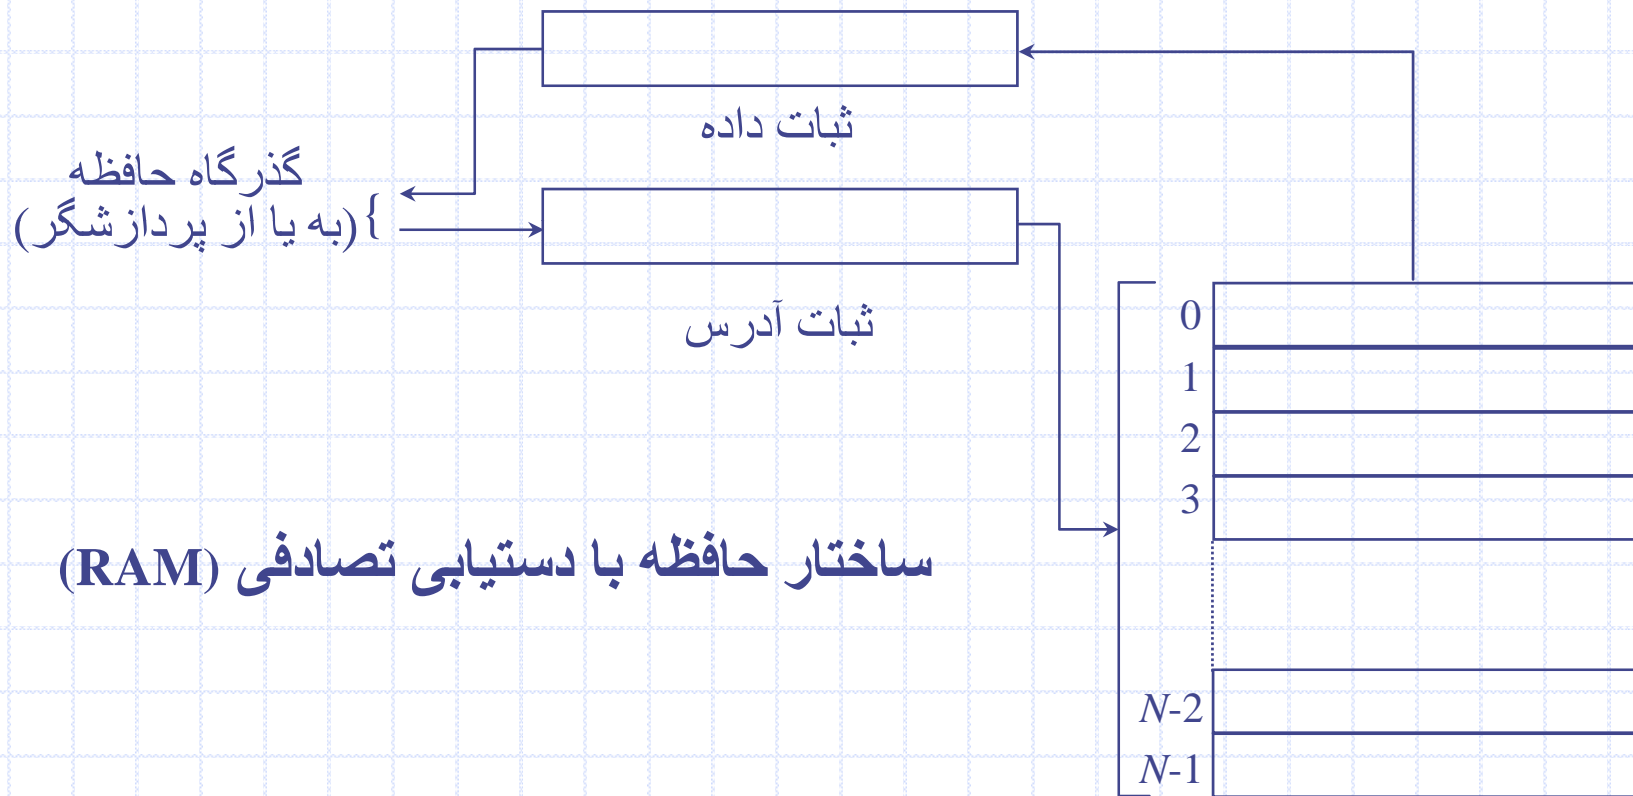 ثبات داده
گذرگاه حافظه
(به یا از پردازشگر)}
ثبات آدرس
0
1
2
3
ساختار حافظه با دستیابی تصادفی (RAM)
N-2
N-1